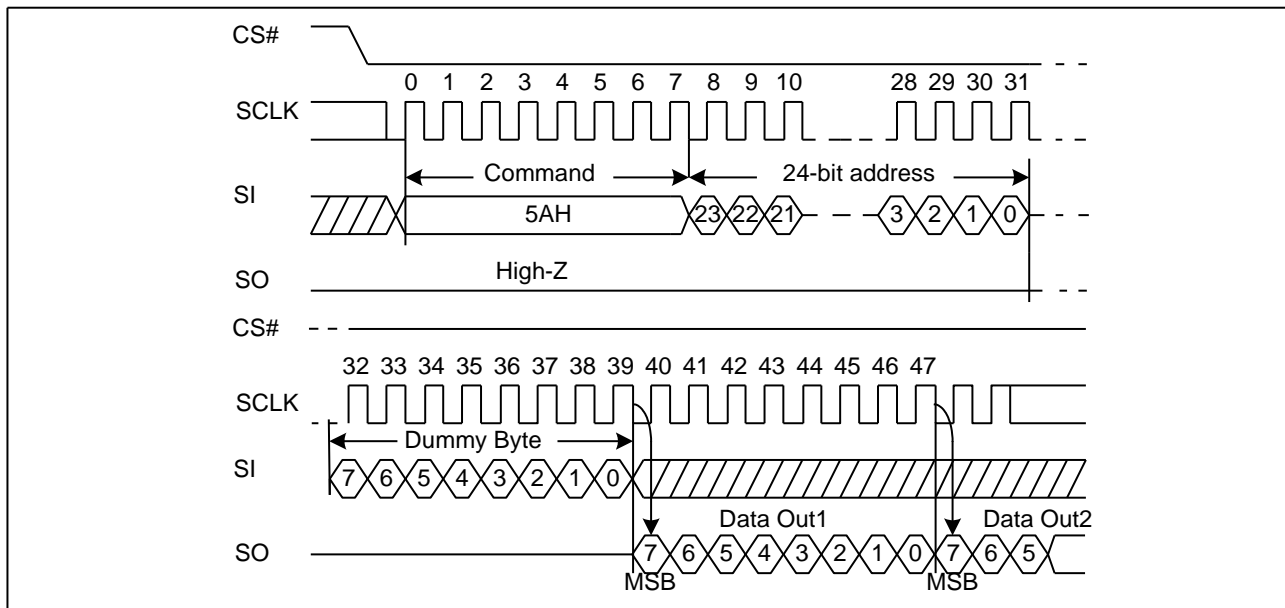 CS#
0 1 2 3 4 5 6 7 8 9 10 28 29 30 31
SCLK
Command 24-bit address
SI
5AH 23 22 21 3 2 1 0
High-Z
SO
CS#
32 33 34 35 36 37 38 39 40 41 42 43 44 45 46 47
SCLK
Dummy Byte
SI
7 6 5 4 3 2 1 0
Data Out1 Data Out2
SO
7 6 5 4 3 2 1 0 7 6 5
MSB MSB